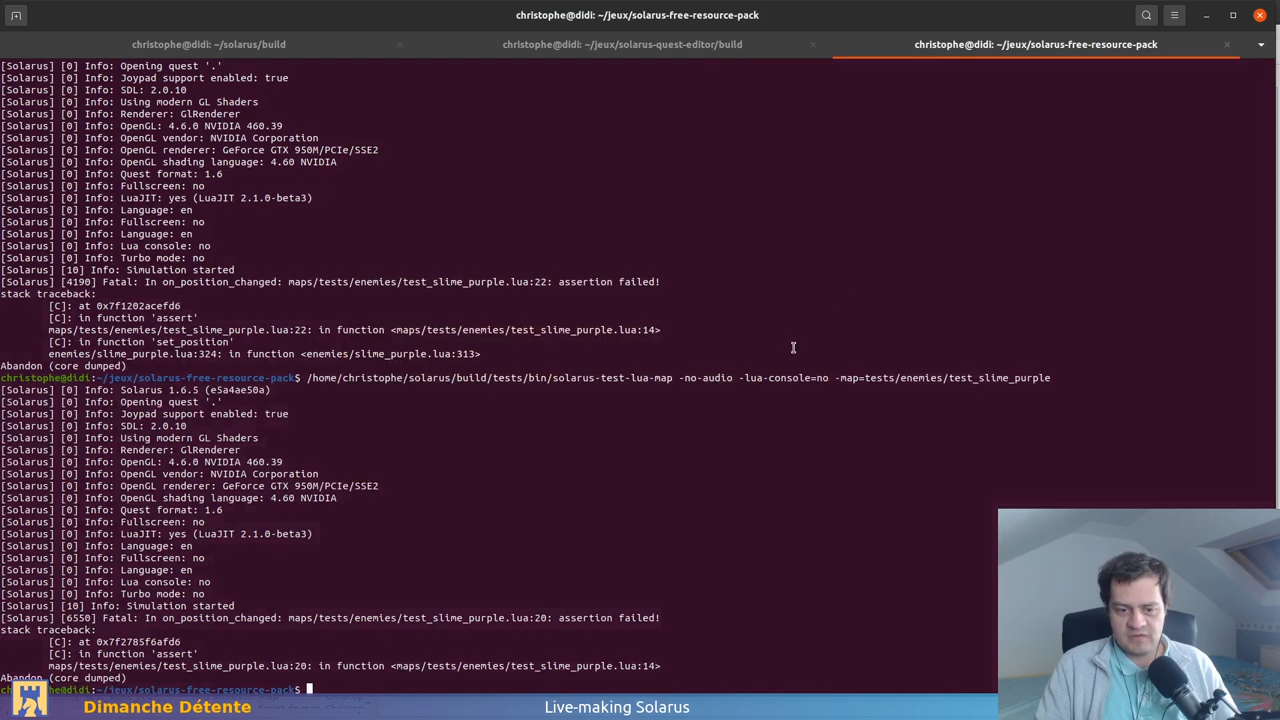 christophe@didi: ~/jeux/solarus-free-resource-pack
christophe@didi: ~/solarus/build
christophe@didi: ~/jeux/solarus-quest-editor/build
christophe@didi: ~/jeux/solarus-free-resource-pack
[Solarus] [0] Info: Opening quest '.'
[Solarus] [0] Info: Joypad support enabled: true
[Solarus] [0] Info: SDL: 2.0.10
[Solarus] [0] Info: Using modern GL Shaders
[Solarus] [0] Info: Renderer: GlRenderer
[Solarus] [0] Info: OpenGL: 4.6.0 NVIDIA 460.39
[Solarus] [0] Info: OpenGL vendor: NVIDIA Corporation
[Solarus] [0] Info: OpenGL renderer: GeForce GTX 950M/PCIe/SSE2
[Solarus] [0] Info: OpenGL shading language: 4.60 NVIDIA
[Solarus] [0] Info: Quest format: 1.6
[Solarus] [0] Info: Fullscreen: no
[Solarus] [0] Info: LuaJIT: yes (LuaJIT 2.1.0-beta3)
[Solarus] [0] Info: Language: en
[Solarus] [0] Info: Fullscreen: no
[Solarus] [0] Info: Language: en
[Solarus] [0] Info: Lua console: no
[Solarus] [0] Info: Turbo mode: no
[Solarus] [10] Info: Simulation started
[Solarus] [4190] Fatal: In on_position_changed: maps/tests/enemies/test_slime_purple.lua:22: assertion failed!
stack traceback:
[C]: at 0x7f1202acefd6
[C]: in function 'assert'
maps/tests/enemies/test_slime_purple.lua:22: in function <maps/tests/enemies/test_slime_purple.lua:14>
[C]: in function 'set_position'
enemies/slime_purple.lua:324: in function <enemies/slime_purple.lua:313>
Abandon (core dumped)
christophe@didi:~/jeux/solarus-free-resource-pack$ /home/christophe/solarus/build/tests/bin/solarus-test-lua-map -no-audio -lua-console=no -map=tests/enemies/test_slime_purple
[Solarus] [0] Info: Solarus 1.6.5 (e5a4ae50a)
[Solarus] [0] Info: Opening quest '.'
[Solarus] [0] Info: Joypad support enabled: true
[Solarus] [0] Info: SDL: 2.0.10
[Solarus] [0] Info: Using modern GL Shaders
[Solarus] [0] Info: Renderer: GlRenderer
[Solarus] [0] Info: OpenGL: 4.6.0 NVIDIA 460.39
[Solarus] [0] Info: OpenGL vendor: NVIDIA Corporation
[Solarus] [0] Info: OpenGL renderer: GeForce GTX 950M/PCIe/SSE2
[Solarus] [0] Info: OpenGL shading language: 4.60 NVIDIA
[Solarus] [0] Info: Quest format: 1.6
[Solarus] [0] Info: Fullscreen: no
[Solarus] [0] Info: LuaJIT: yes (LuaJIT 2.1.0-beta3)
[Solarus] [0] Info: Language: en
[Solarus] [0] Info: Fullscreen: no
[Solarus] [0] Info: Language: en
[Solarus] [0] Info: Lua console: no
[Solarus] [0] Info: Turbo mode: no
[Solarus] [10] Info: Simulation started
[Solarus] [6550] Fatal: In on_position_changed: maps/tests/enemies/test_slime_purple.lua:20: assertion failed!
stack traceback:
[C]: at 0x7f2785f6afd6
[C]: in function 'assert'
maps/tests/enemies/test_slime_purple.lua:20: in function <maps/tests/enemies/test_slime_purple.lua:14>
Abandon (core dumped)
christophe@didi:~/jeux/solarus-free-resource-pack$
Dimanche Détente
Live-making Solarus